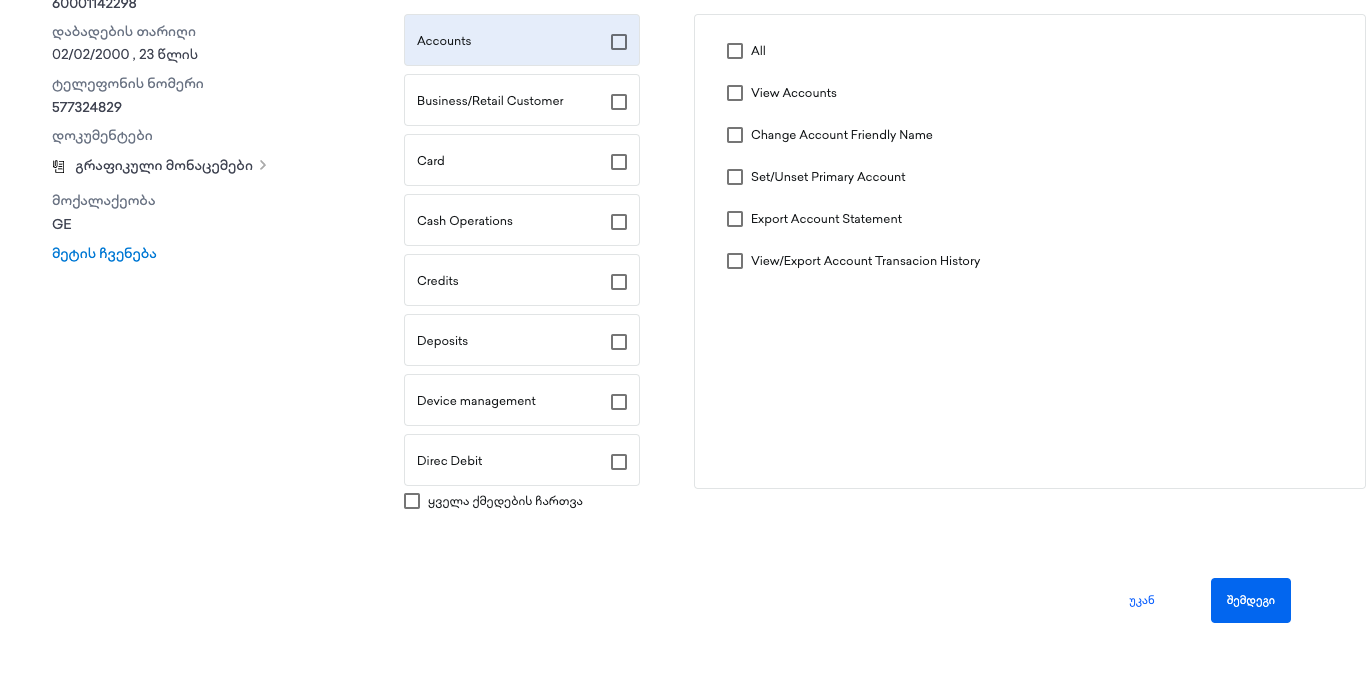 60001142298
დაბადების თარიღი
02/02/2000 , 23 წლის
ტელეფონის ნომერი
577324829
დოკუმენტები
გრაფიკული მონაცემები
მოქალაქეობა
GE
მეტის ჩვენება
Accounts
Business/Retail Customer
Card
Cash Operations
Credits
Deposits
Device management
Direc Debit
ყველა ქმედების ჩართვა
All
View Accounts
Change Account Friendly Name
Set/Unset Primary Account
Export Account Statement
View/Export Account Transacion History
უკან
შემდეგი